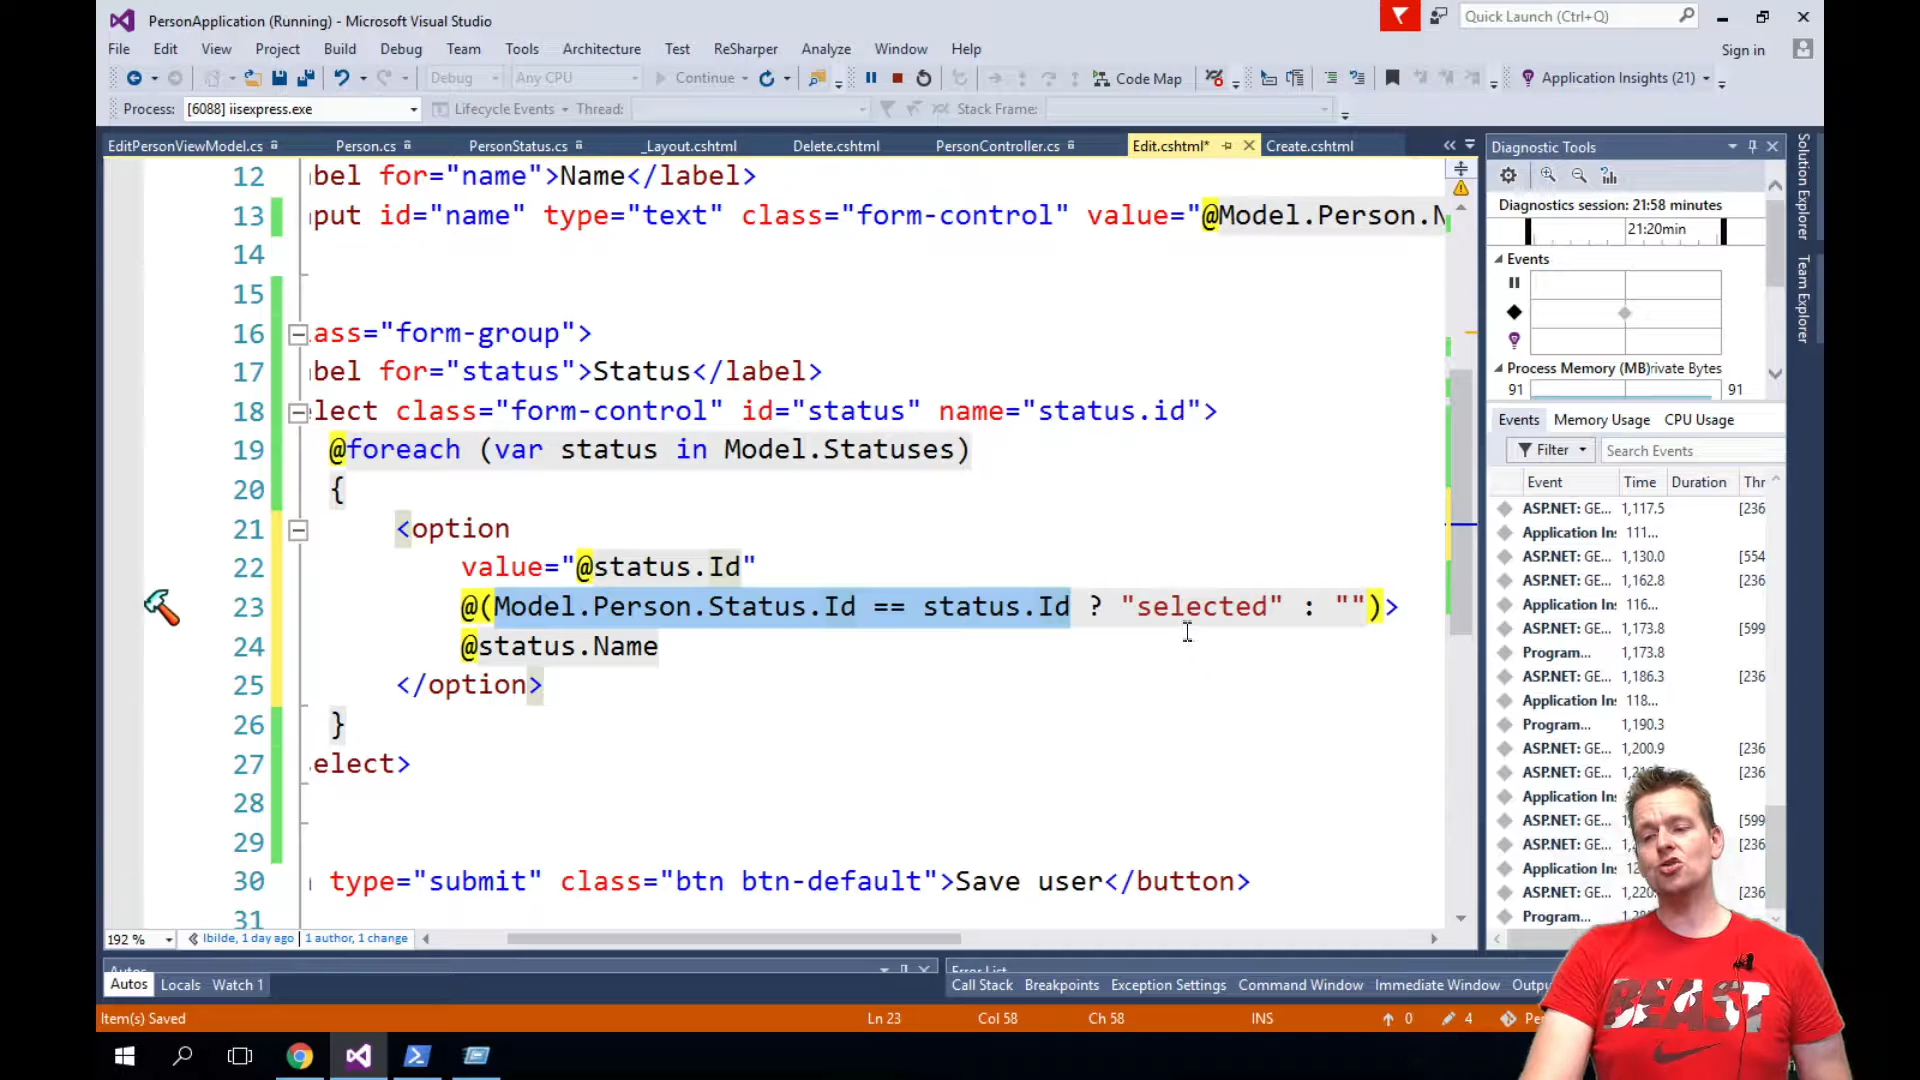 PersonApplication (Running) - Microsoft Visual Studio
Quick Launch (Ctrl+Q)
File Edit View Project Build Debug Team Tools Architecture Test ReSharper Analyze Window Help
Sign in
Debug Any CPU Continue Code Map Application Insights (21)
Process: [6088] iisexpress.exe Lifecycle Events Thread: Stack Frame:
EditPersonViewModel.cs Person.cs PersonStatus.cs _Layout.cshtml Delete.cshtml PersonController.cs Edit.cshtml* Create.cshtml
12 bel for="name">Name</label>
13 put id="name" type="text" class="form-control" value="@Model.Person.N
14
15
16 ass="form-group">
17 bel for="status">Status</label>
18 lect class="form-control" id="status" name="status.id">
19 @foreach (var status in Model.Statuses)
20 {
21 <option
22 value="@status.Id"
23 @(Model.Person.Status.Id == status.Id ? "selected" : "")>
24 @status.Name
25 </option>
26 }
27 elect>
28
29
30 type="submit" class="btn btn-default">Save user</button>
31
192 % lbilde, 1 day ago | 1 author, 1 change
Diagnostic Tools
Diagnostics session: 21:58 minutes
21:20min
Events
Process Memory (MB) rivate Bytes
91 91
Events Memory Usage CPU Usage
Filter Search Events
Event Time Duration Thr
ASP.NET: GE... 1,117.5 [236
Application Ins 111...
ASP.NET: GE... 1,130.0 [554
ASP.NET: GE... 1,162.8 [236
Application Ins 116...
ASP.NET: GE... 1,173.8 [599
Program... 1,173.8
ASP.NET: GE... 1,186.3 [236
Application Ins 118...
Program... 1,190.3
ASP.NET: GE... 1,200.9 [236
ASP.NET: GE... [236
Application Ins
ASP.NET: GE... [599
ASP.NET: GE... [236
Application Ins
ASP.NET: GE... 1,220 [236
Program...
Solution Explorer
Team Explorer
Autos Error List
Autos Locals Watch 1 Call Stack Breakpoints Exception Settings Command Window Immediate Window Outpu
Item(s) Saved Ln 23 Col 58 Ch 58 INS 0 4 Pe
BEAST